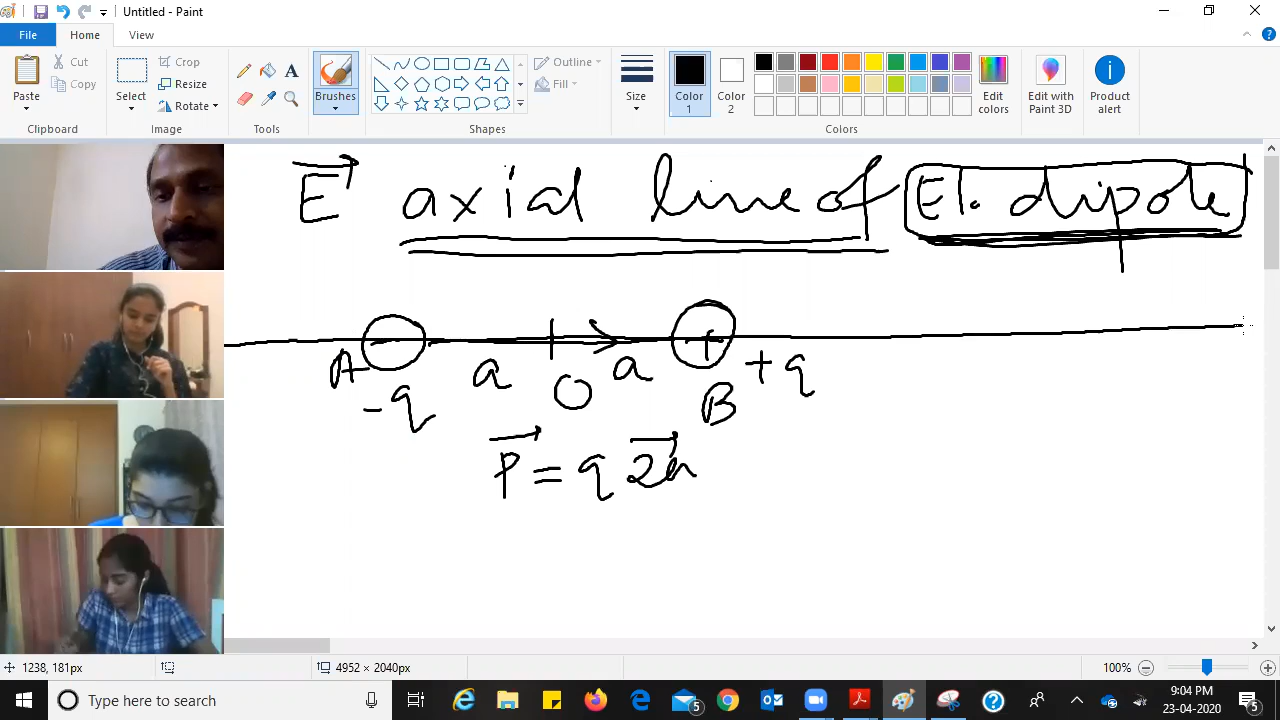 Untitled - Paint
File Home View
Paste Cut Copy Clipboard
Select Crop Resize Rotate Image
A Tools
Brushes
Outline Fill Shapes
Size
Color 1 Color 2 Edit colors Colors
Edit with Paint 3D
Product alert
E axial line of El. dipole
A a O a B
-q +q
P = q 2a
1238, 181px 4952 × 2040px 100%
Type here to search 5 5 9:04 PM
23-04-2020